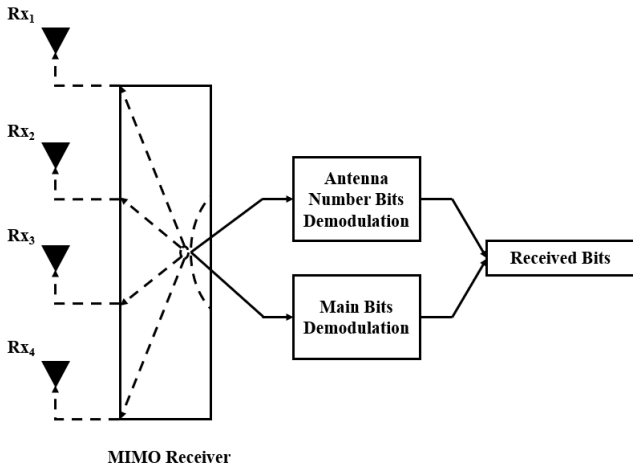 Rx1
Rx2
Rx3
Rx4
MIMO Receiver
Antenna
Number Bits
Demodulation
Main Bits
Demodulation
Received Bits